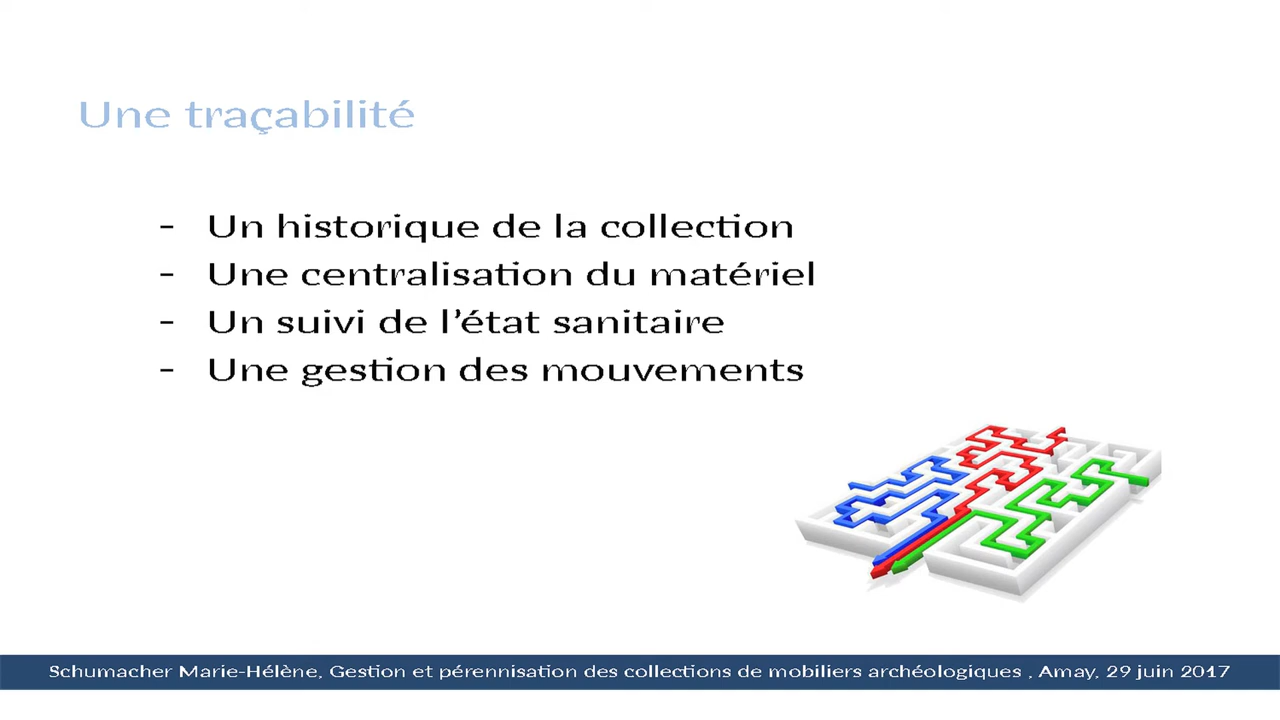 Une traçabilité
- Un historique de la collection
- Une centralisation du matériel
- Un suivi de l’état sanitaire
- Une gestion des mouvements
Schumacher Marie-Hélène, Gestion et pérennisation des collections de mobiliers archéologiques , Amay, 29 juin 2017